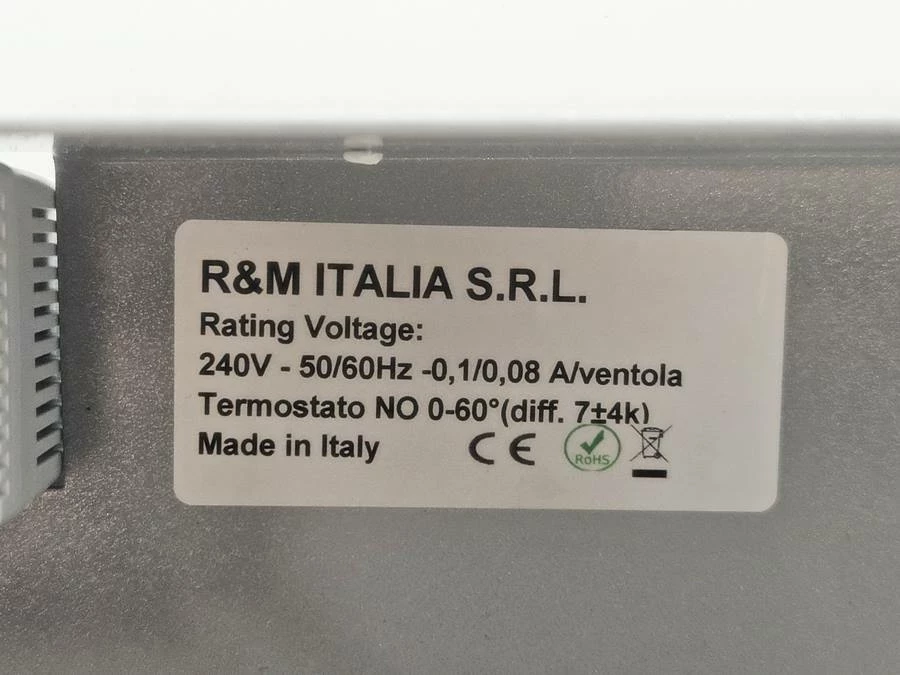 R&M ITALIA S.R.L.
Rating Voltage:
240V - 50/60Hz -0,1/0,08 A/ventola
Termostato NO 0-60°(diff. 7±4k)
Made in Italy CE RoHS